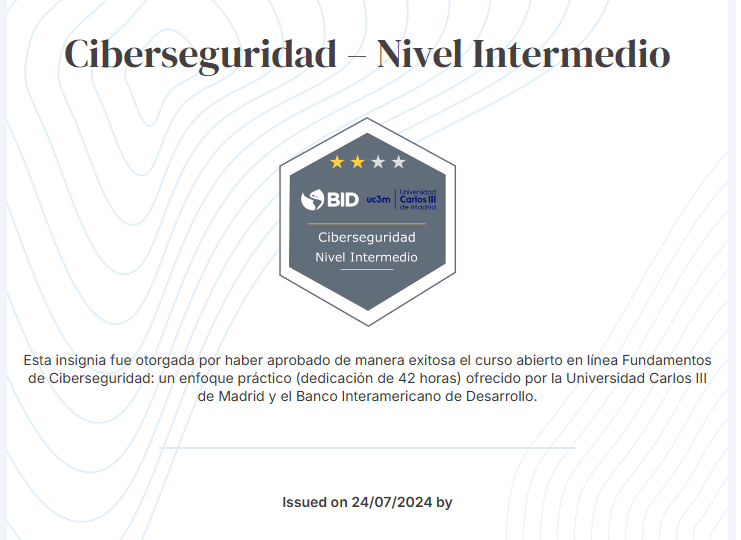 Ciberseguridad – Nivel Intermedio
BID
uc3m
Universidad
Carlos III
de Madrid
Ciberseguridad
Nivel Intermedio
Esta insignia fue otorgada por haber aprobado de manera exitosa el curso abierto en línea Fundamentos
de Ciberseguridad: un enfoque práctico (dedicación de 42 horas) ofrecido por la Universidad Carlos III
de Madrid y el Banco Interamericano de Desarrollo.
Issued on 24/07/2024 by